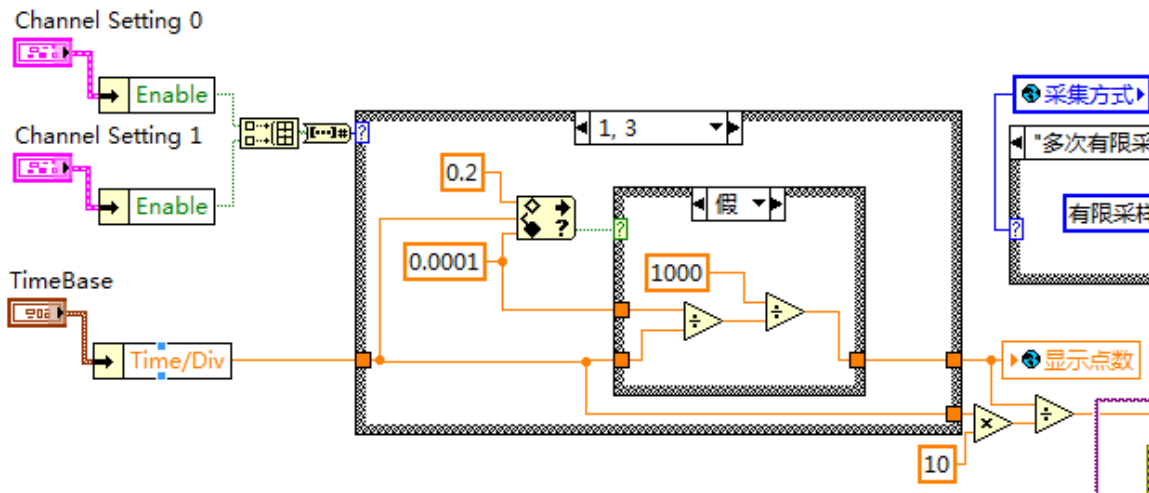 Channel Setting 0
Enable
Channel Setting 1
Enable
TimeBase
Time/Div
1, 3
0.2
0.0001
?
?
假
1000
÷
÷
?
采集方式
"多次有限采
?
有限采样
显示点数
×
÷
10